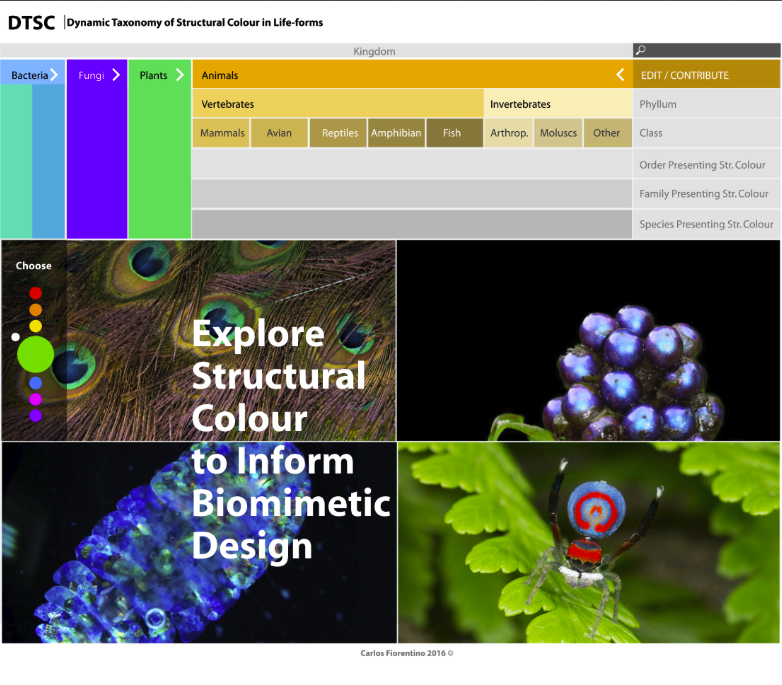 DTSC Dynamic Taxonomy of Structural Colour in Life-forms
Kingdom
Bacteria Fungi Plants Animals EDIT / CONTRIBUTE
Vertebrates Invertebrates Phyllum
Mammals Avian Reptiles Amphibian Fish Arthrop. Moluscs Other Class
Order Presenting Str. Colour
Family Presenting Str. Colour
Species Presenting Str. Colour
Choose
Explore
Structural
Colour
to Inform
Biomimetic
Design
Carlos Fiorentino 2016 ©